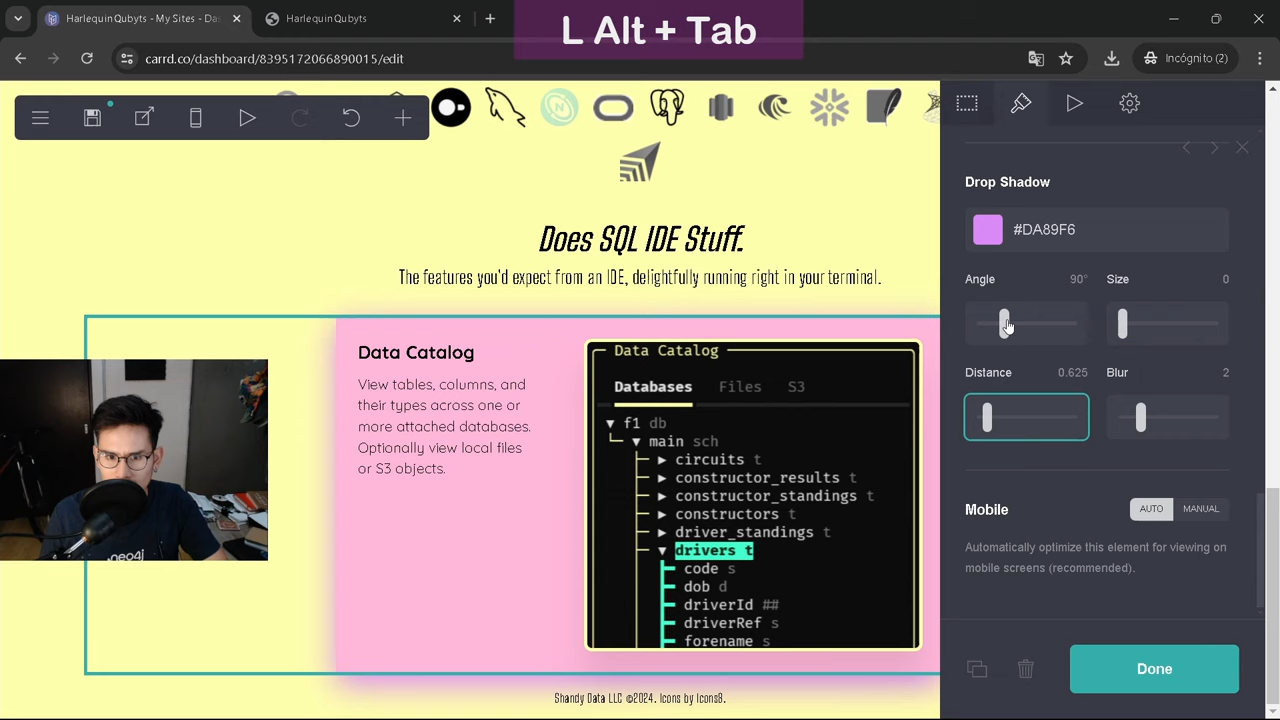 L Alt + Tab
HarlequinQubyts - My Sites - Das
HarlequinQubyts
carrd.co/dashboard/8395172066890015/edit
Incógnito (2)
Drop Shadow
#DA89F6
Angle 90° Size 0
Distance 0.625 Blur 2
Mobile AUTO MANUAL
Automatically optimize this element for viewing on
mobile screens (recommended).
Done
Does SQL IDE Stuff.
The features you'd expect from an IDE, delightfully running right in your terminal.
Data Catalog
View tables, columns, and
their types across one or
more attached databases.
Optionally view local files
or S3 objects.
Data Catalog
Databases Files S3
▼ f1 db
▼ main sch
▶ circuits t
▶ constructor_results t
▶ constructor_standings t
▶ constructors t
▶ driver_standings t
▼ drivers t
code s
dob d
driverId ##
driverRef s
forename s
neo4j
Shandy Data LLC ©2024. Icons by Icons8.